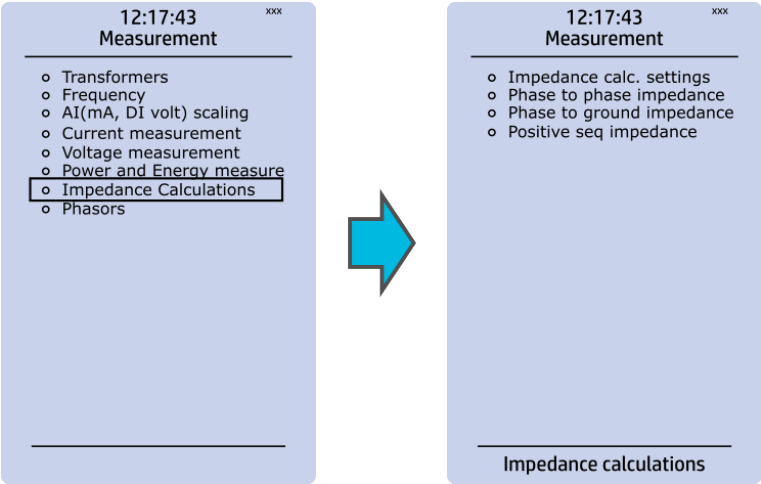 12:17:43
xxx
Measurement
Transformers
Frequency
AI(mA, DI volt) scaling
Current measurement
Voltage measurement
Power and Energy measure
Impedance Calculations
Phasors
12:17:43
xxx
Measurement
Impedance calc. settings
Phase to phase impedance
Phase to ground impedance
Positive seq impedance
Impedance calculations